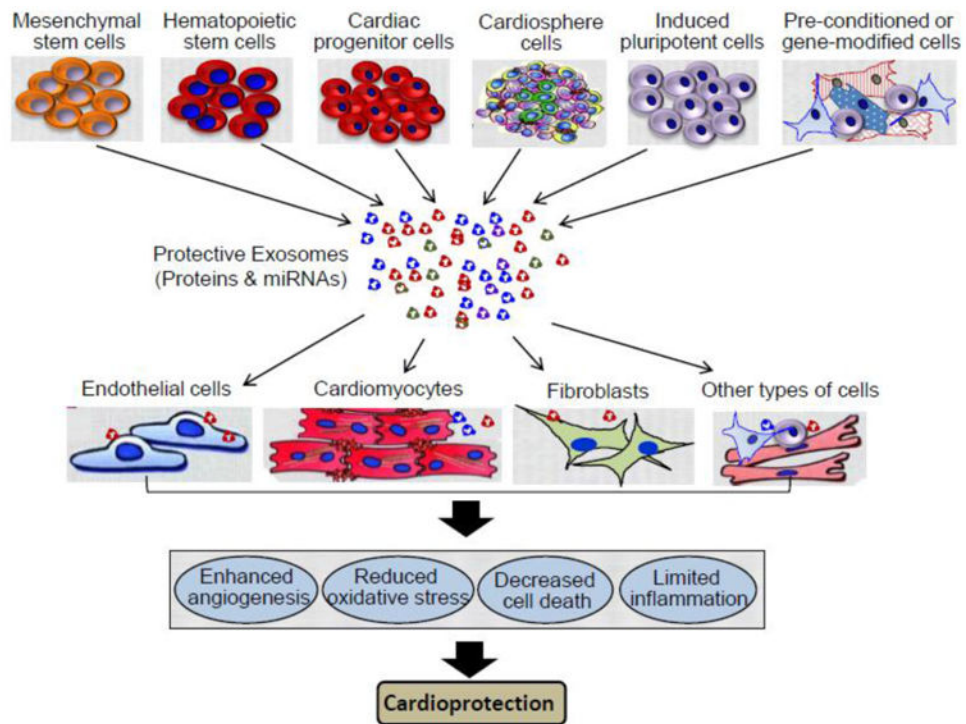 Mesenchymal
stem cells
Hematopoietic
stem cells
Cardiac
progenitor cells
Cardiosphere
cells
Induced
pluripotent cells
Pre-conditioned or
gene-modified cells
Protective Exosomes
(Proteins & miRNAs)
Endothelial cells
Cardiomyocytes
Fibroblasts
Other types of cells
Enhanced
angiogenesis
Reduced
oxidative stress
Decreased
cell death
Limited
inflammation
Cardioprotection